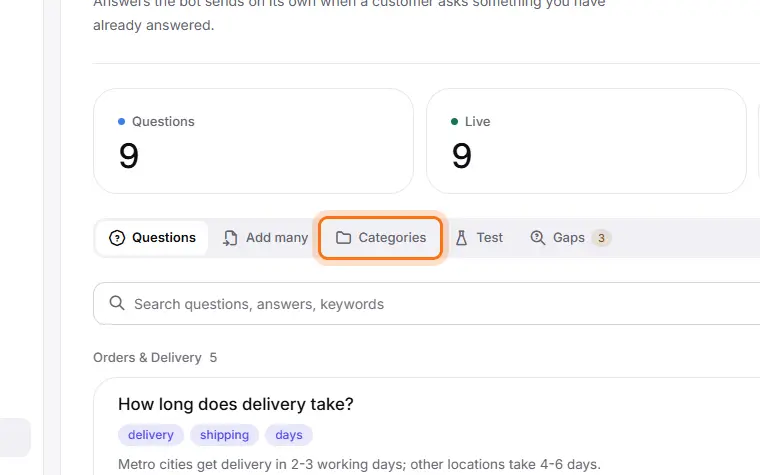 Answers the bot sends on its own when a customer asks something you have
already answered.
Questions
9
Live
9
Questions
Add many
Categories
Test
Gaps 3
Search questions, answers, keywords
Orders & Delivery 5
How long does delivery take?
delivery shipping days
Metro cities get delivery in 2-3 working days; other locations take 4-6 days.